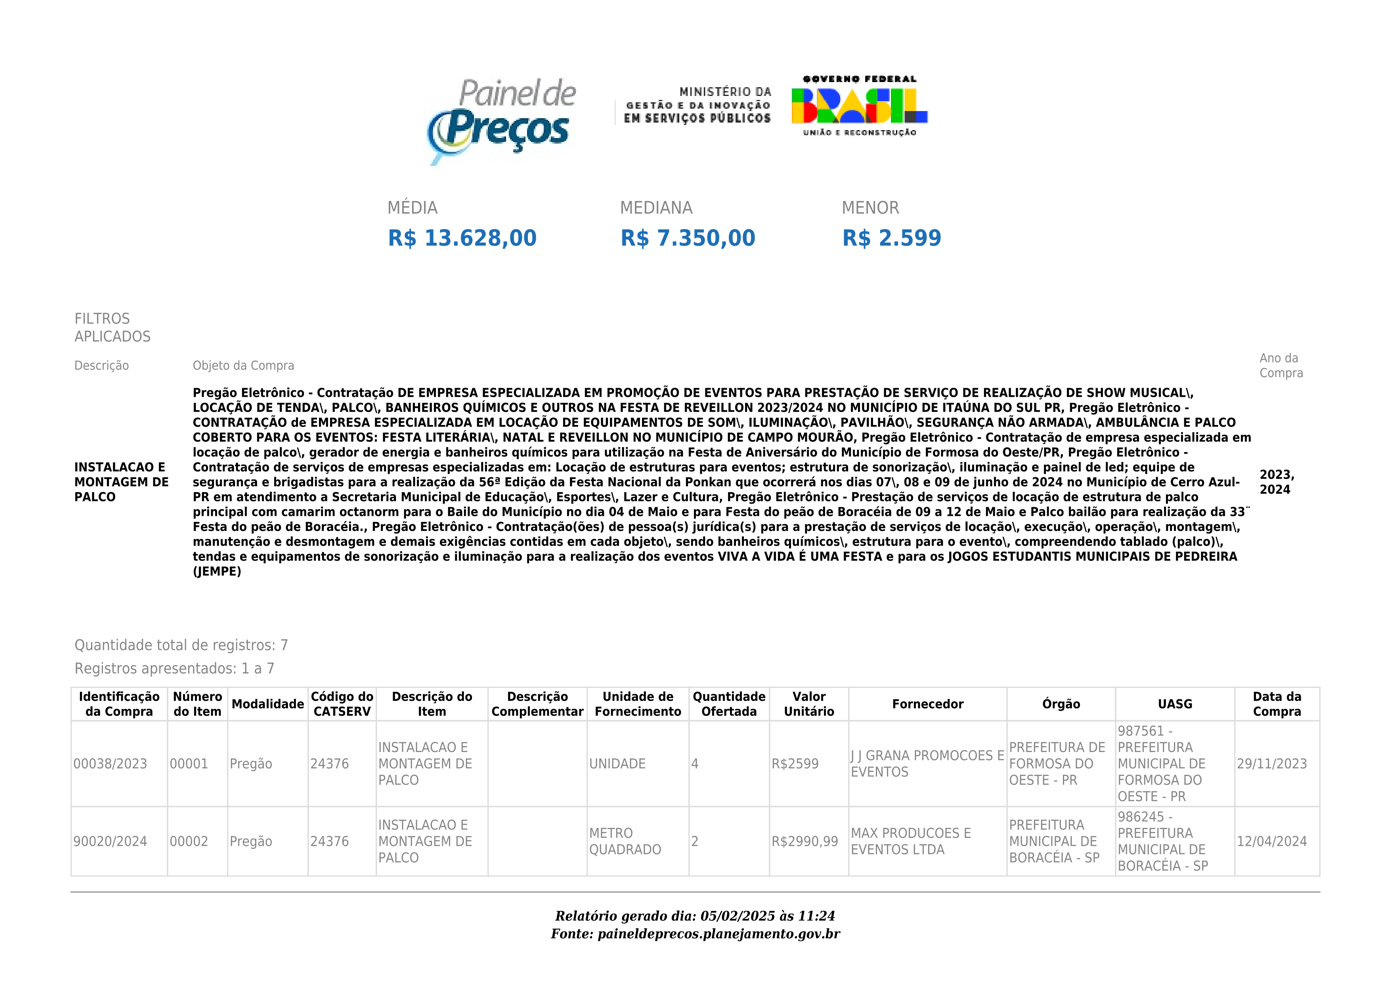 Painel de
Preços
MINISTÉRIO DA
GESTÃO E DA INOVAÇÃO
EM SERVIÇOS PÚBLICOS
GOVERNO FEDERAL
BRASIL
UNIÃO E RECONSTRUÇÃO
MÉDIA
R$ 13.628,00
MEDIANA
R$ 7.350,00
MENOR
R$ 2.599
FILTROS
APLICADOS
Descrição
Objeto da Compra
Ano da
Compra
INSTALACAO E
MONTAGEM DE
PALCO
Pregão Eletrônico - Contratação DE EMPRESA ESPECIALIZADA EM PROMOÇÃO DE EVENTOS PARA PRESTAÇÃO DE SERVIÇO DE REALIZAÇÃO DE SHOW MUSICAL\,
LOCAÇÃO DE TENDA\, PALCO\, BANHEIROS QUÍMICOS E OUTROS NA FESTA DE REVEILLON 2023/2024 NO MUNICÍPIO DE ITAÚNA DO SUL PR, Pregão Eletrônico -
CONTRATAÇÃO de EMPRESA ESPECIALIZADA EM LOCAÇÃO DE EQUIPAMENTOS DE SOM\, ILUMINAÇÃO\, PAVILHÃO\, SEGURANÇA NÃO ARMADA\, AMBULÂNCIA E PALCO
COBERTO PARA OS EVENTOS: FESTA LITERÁRIA\, NATAL E REVEILLON NO MUNICÍPIO DE CAMPO MOURÃO, Pregão Eletrônico - Contratação de empresa especializada em
locação de palco\, gerador de energia e banheiros químicos para utilização na Festa de Aniversário do Município de Formosa do Oeste/PR, Pregão Eletrônico -
Contratação de serviços de empresas especializadas em: Locação de estruturas para eventos; estrutura de sonorização\, iluminação e painel de led; equipe de
segurança e brigadistas para a realização da 56ª Edição da Festa Nacional da Ponkan que ocorrerá nos dias 07\, 08 e 09 de junho de 2024 no Município de Cerro Azul-
PR em atendimento a Secretaria Municipal de Educação\, Esportes\, Lazer e Cultura, Pregão Eletrônico - Prestação de serviços de locação de estrutura de palco
principal com camarim octanorm para o Baile do Município no dia 04 de Maio e para Festa do peão de Boracéia de 09 a 12 de Maio e Palco bailão para realização da 33¨
Festa do peão de Boracéia., Pregão Eletrônico - Contratação(ões) de pessoa(s) jurídica(s) para a prestação de serviços de locação\, execução\, operação\, montagem\,
manutenção e desmontagem e demais exigências contidas em cada objeto\, sendo banheiros químicos\, estrutura para o evento\, compreendendo tablado (palco)\,
tendas e equipamentos de sonorização e iluminação para a realização dos eventos VIVA A VIDA É UMA FESTA e para os JOGOS ESTUDANTIS MUNICIPAIS DE PEDREIRA
(JEMPE)
2023,
2024
Quantidade total de registros: 7
Registros apresentados: 1 a 7
Identificação da Compra Número do Item Modalidade Código do CATSERV Descrição do Item Descrição Complementar Unidade de Fornecimento Quantidade Ofertada Valor Unitário Fornecedor Órgão UASG Data da Compra
00038/2023 00001 Pregão 24376 INSTALACAO E MONTAGEM DE PALCO UNIDADE 4 R$2599 J J GRANA PROMOCOES E EVENTOS PREFEITURA DE FORMOSA DO OESTE - PR 987561 - PREFEITURA MUNICIPAL DE FORMOSA DO OESTE - PR 29/11/2023
90020/2024 00002 Pregão 24376 INSTALACAO E MONTAGEM DE PALCO METRO QUADRADO 2 R$2990,99 MAX PRODUCOES E EVENTOS LTDA PREFEITURA MUNICIPAL DE BORACÉIA - SP 986245 - PREFEITURA MUNICIPAL DE BORACÉIA - SP 12/04/2024
Relatório gerado dia: 05/02/2025 às 11:24
Fonte: paineldeprecos.planejamento.gov.br